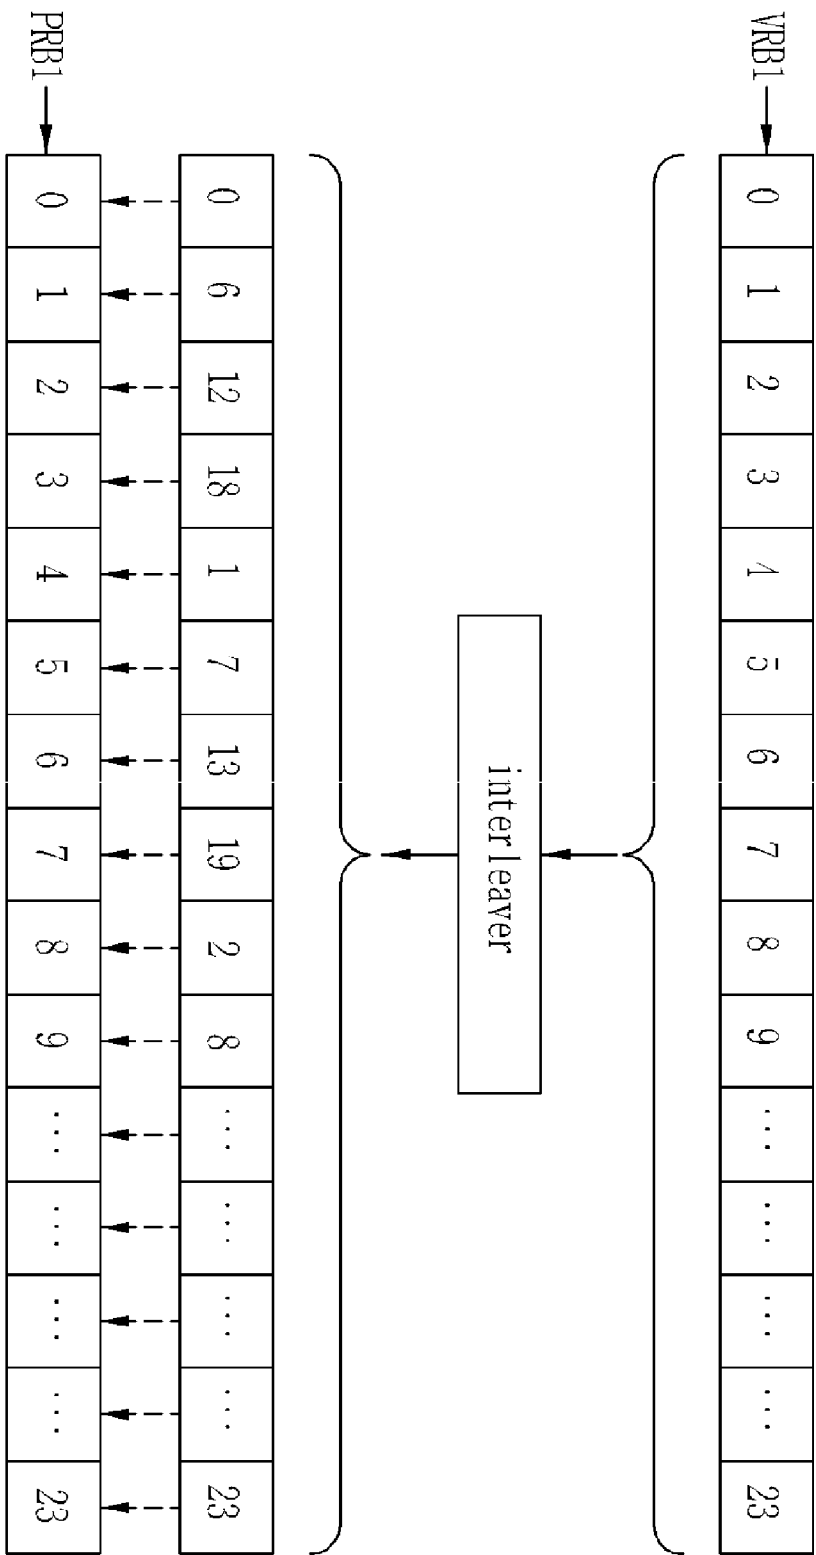 VRB1 0 1 2 3 4 5 6 7 8 9 ... ... ... ... 23
interleaver
0 6 12 18 1 7 13 19 2 8 ... ... ... ... 23
PRB1 0 1 2 3 4 5 6 7 8 9 ... ... ... ... 23